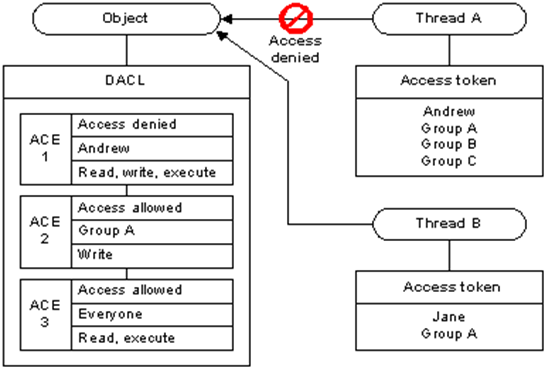 Object
Thread A
Access
denied
DACL
ACE
1
Access denied
Andrew
Read, write, execute
ACE
2
Access allowed
Group A
Write
ACE
3
Access allowed
Everyone
Read, execute
Access token
Andrew
Group A
Group B
Group C
Thread B
Access token
Jane
Group A